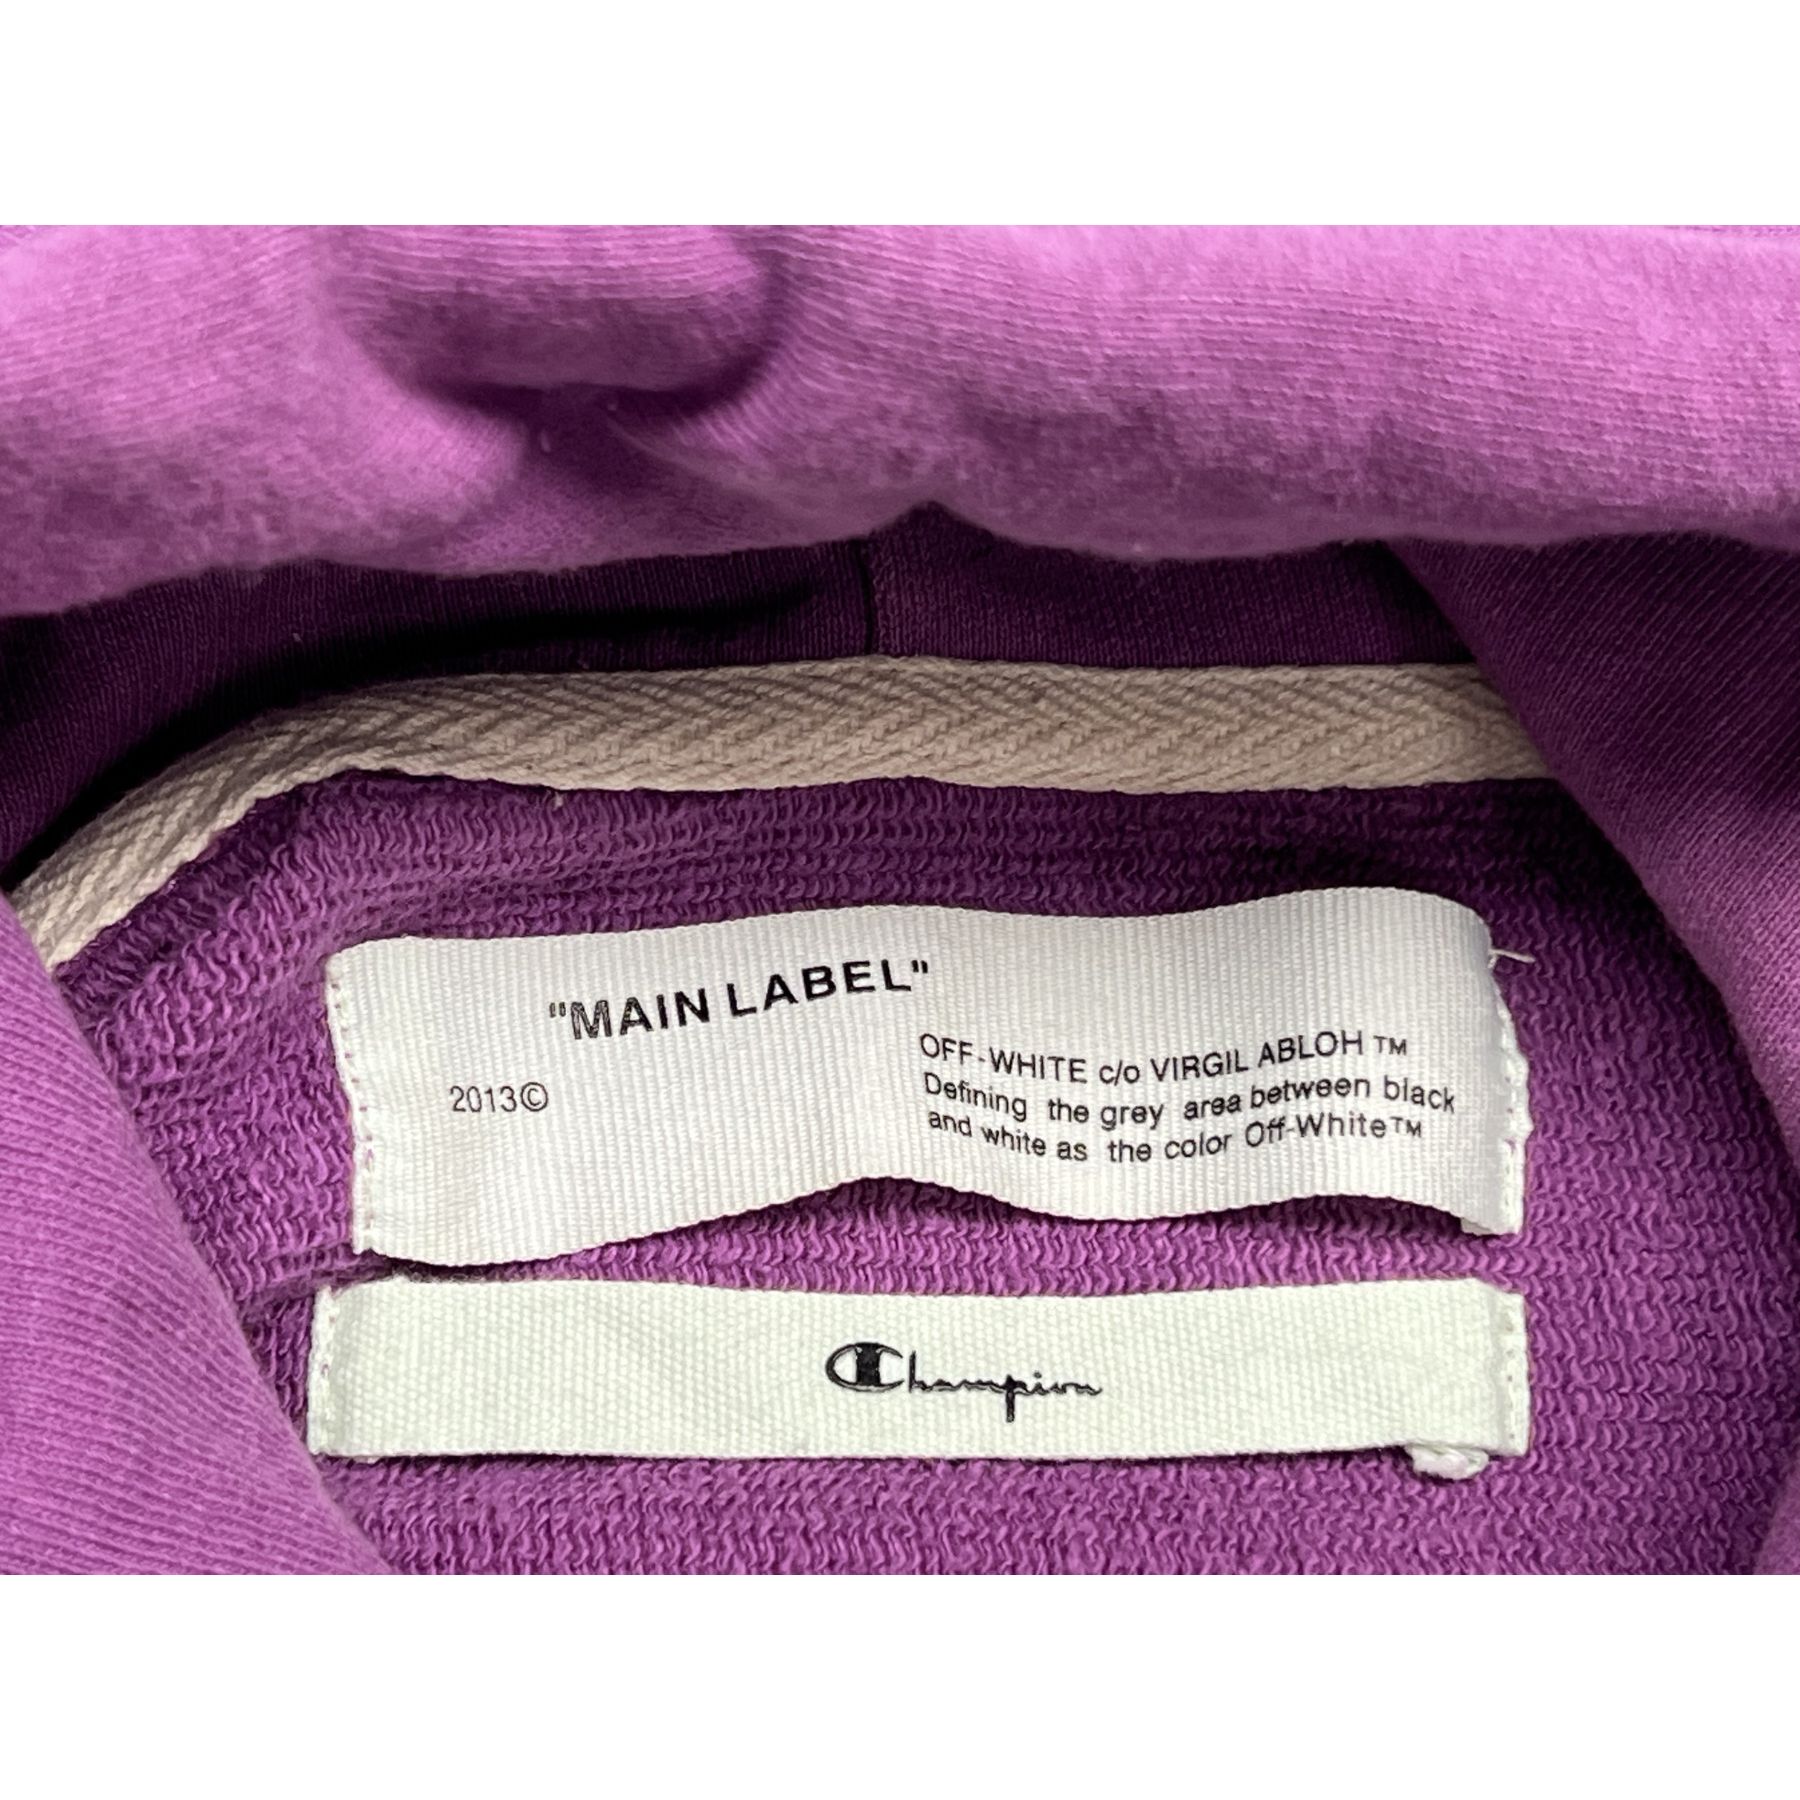 "MAIN LABEL"
2013©
OFF-WHITE c/o VIRGIL ABLOH ™
Defining the grey area between black
and white as the color Off-White™
Champion